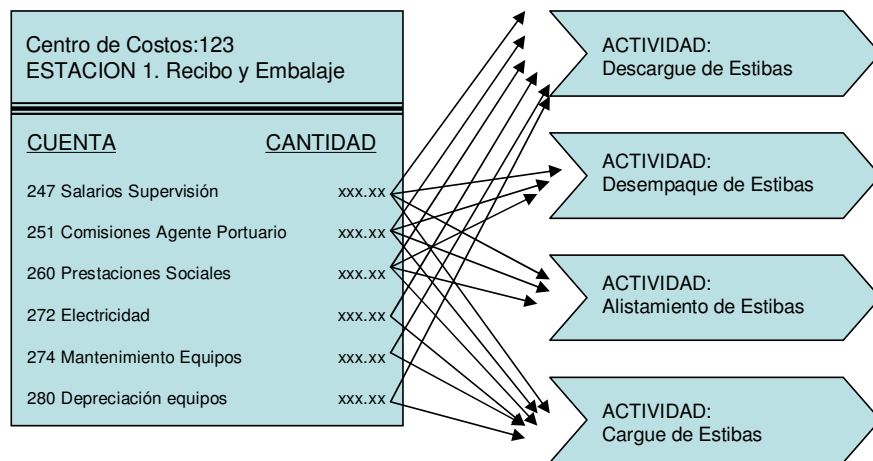 Centro de Costos:123
ESTACION 1. Recibo y Embalaje
CUENTA CANTIDAD
247 Salarios Supervisión xxx.xx
251 Comisiones Agente Portuario xxx.xx
260 Prestaciones Sociales xxx.xx
272 Electricidad xxx.xx
274 Mantenimiento Equipos xxx.xx
280 Depreciación equipos xxx.xx
ACTIVIDAD:
Descargue de Estibas
ACTIVIDAD:
Desempaque de Estibas
ACTIVIDAD:
Alistamiento de Estibas
ACTIVIDAD:
Cargue de Estibas